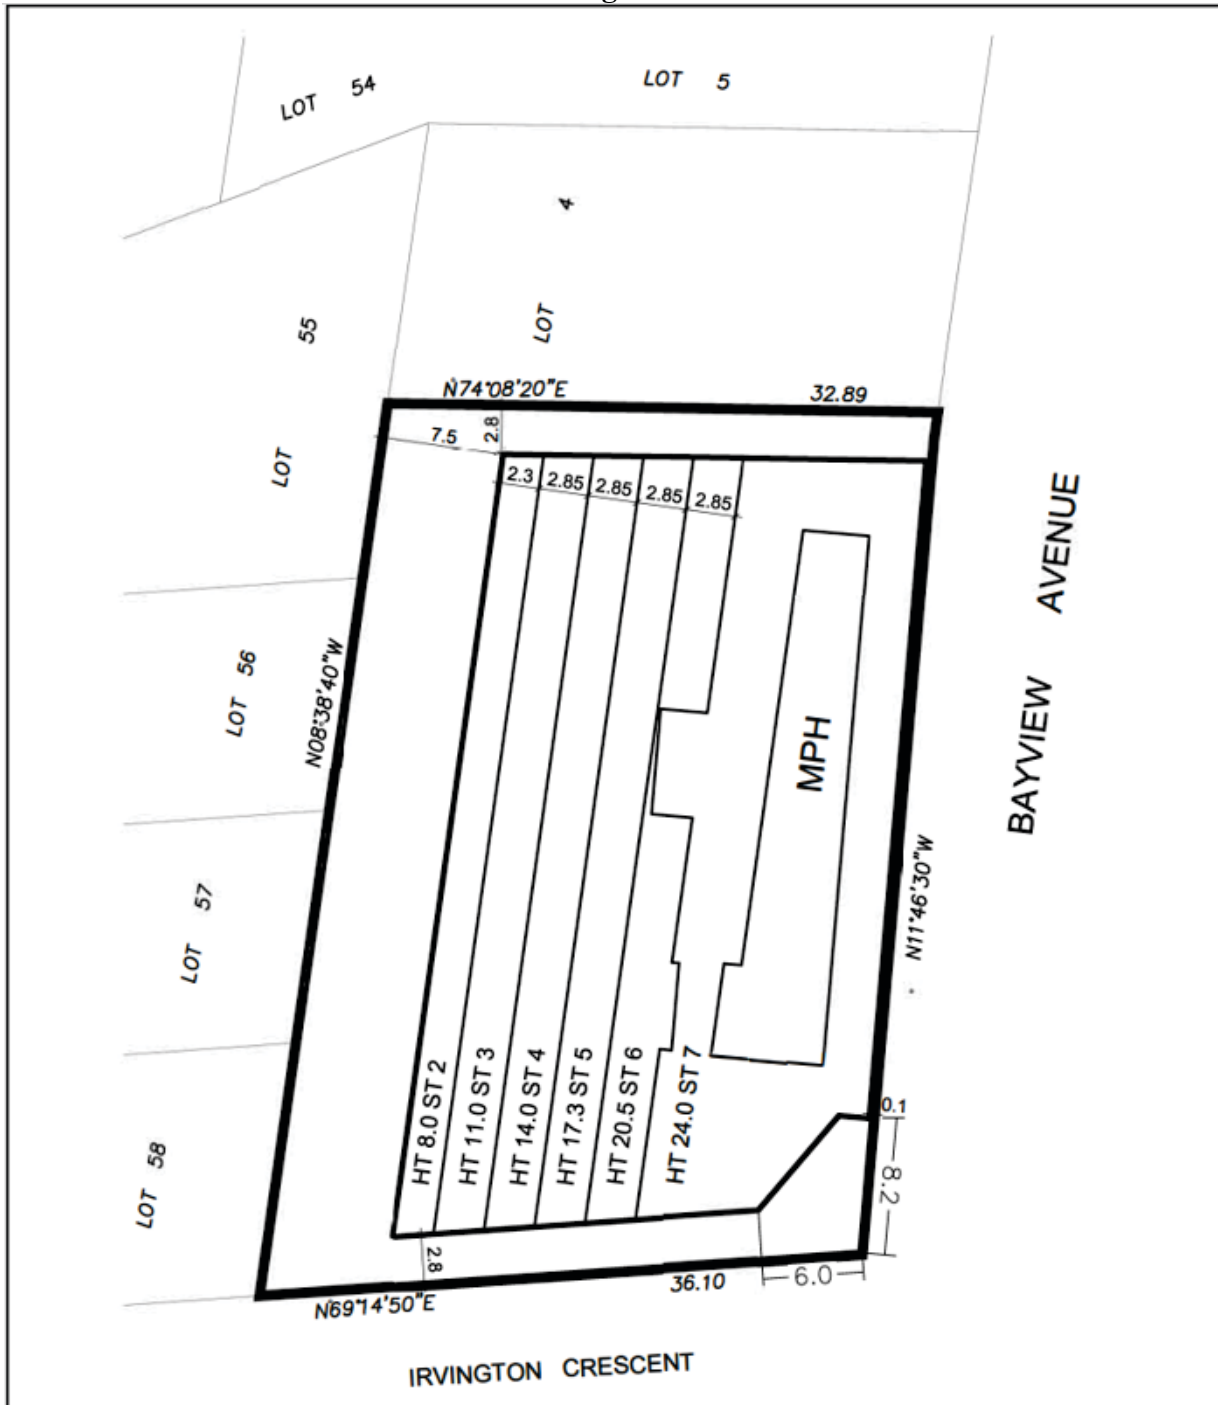 LOT 54
LOT 5
LOT 4
LOT 55
N74°08'20"E
32.89
7.5
2.8
2.3
2.85
2.85
2.85
2.85
BAYVIEW AVENUE
LOT 56
N08°38'40"W
MPH
N11°46'30"W
LOT 57
HT 8.0 ST 2
HT 11.0 ST 3
HT 14.0 ST 4
HT 17.3 ST 5
HT 20.5 ST 6
HT 24.0 ST 7
0.1
8.2
LOT 58
2.8
6.0
36.10
N69°14'50"E
IRVINGTON CRESCENT